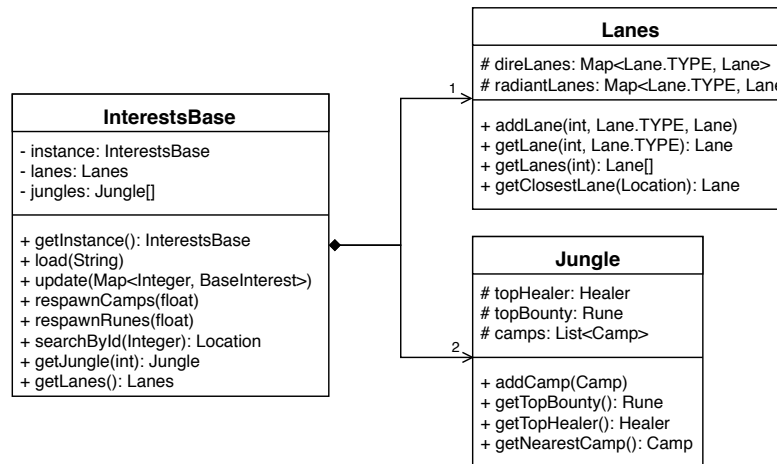 InterestsBase
- instance: InterestsBase
- lanes: Lanes
- jungles: Jungle[]
+ getInstance(): InterestsBase
+ load(String)
+ update(Map<Integer, BaseInterest>)
+ respawnCamps(float)
+ respawnRunes(float)
+ searchById(Integer): Location
+ getJungle(int): Jungle
+ getLanes(): Lanes
1
2
Lanes
# direLanes: Map<Lane.TYPE, Lane>
# radiantLanes: Map<Lane.TYPE, Lane
+ addLane(int, Lane.TYPE, Lane)
+ getLane(int, Lane.TYPE): Lane
+ getLanes(int): Lane[]
+ getClosestLane(Location): Lane
Jungle
# topHealer: Healer
# topBounty: Rune
# camps: List<Camp>
+ addCamp(Camp)
+ getTopBounty(): Rune
+ getTopHealer(): Healer
+ getNearestCamp(): Camp